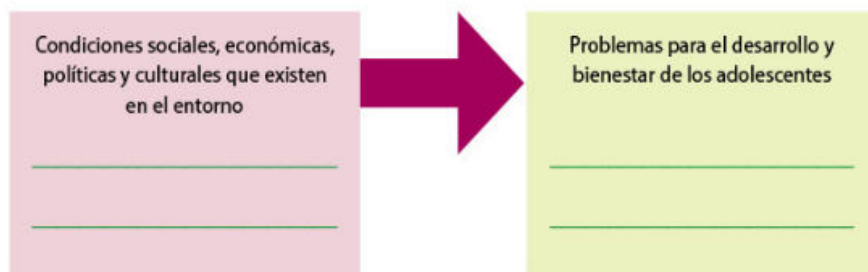 Condiciones sociales, económicas,
políticas y culturales que existen
en el entorno
Problemas para el desarrollo y
bienestar de los adolescentes